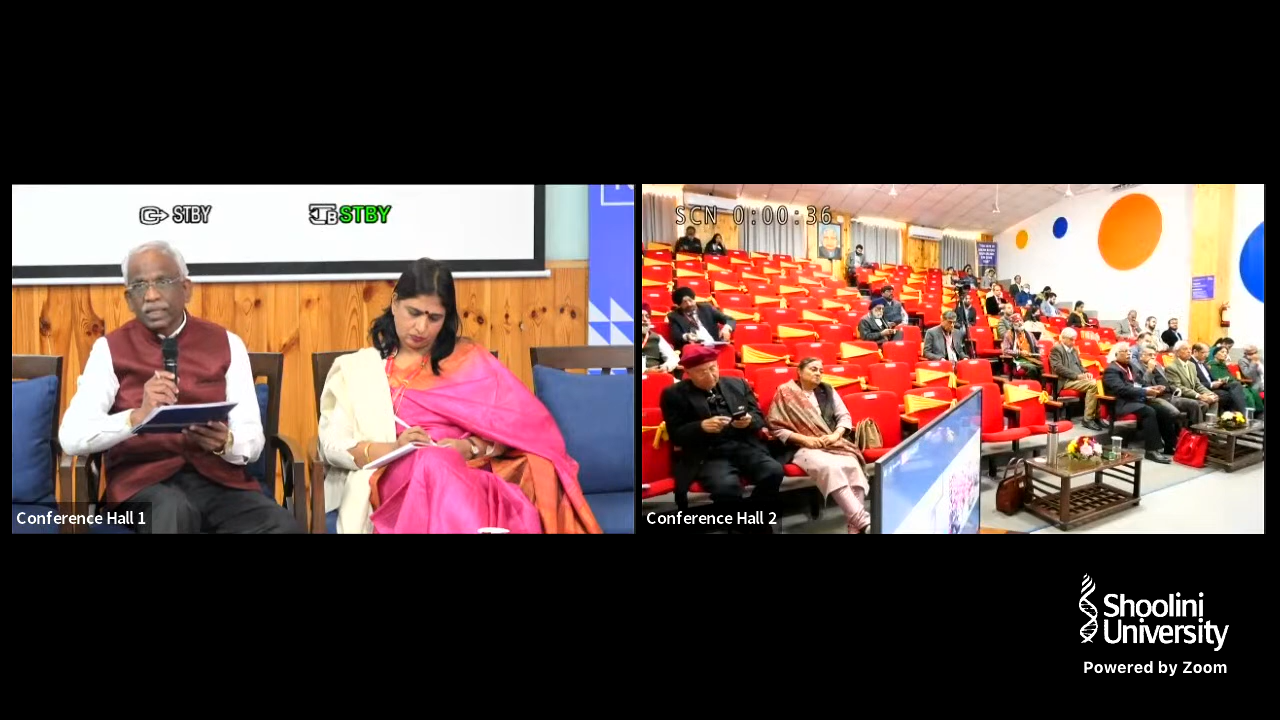 STBY
STBY
SCN 0:00:36
Conference Hall 1
Conference Hall 2
Shoolini
University
Powered by Zoom